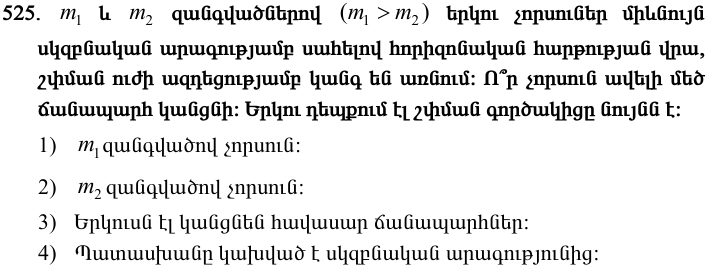 525. m₁ և m₂ զանգվածներով (m₁ > m₂) երկու չորսուներ միևնույն
սկզբնական արագությամբ սահելով հորիզոնական հարթության վրա,
շփման ուժի ազդեցությամբ կանգ են առնում: Ո՞ր չորսուն ավելի մեծ
ճանապարհ կանցնի: Երկու դեպքում էլ շփման գործակիցը նույնն է:
1) m₁ զանգվածով չորսուն:
2) m₂ զանգվածով չորսուն:
3) Երկուսն էլ կանցնեն հավասար ճանապարհներ:
4) Պատասխանը կախված է սկզբնական արագությունից: